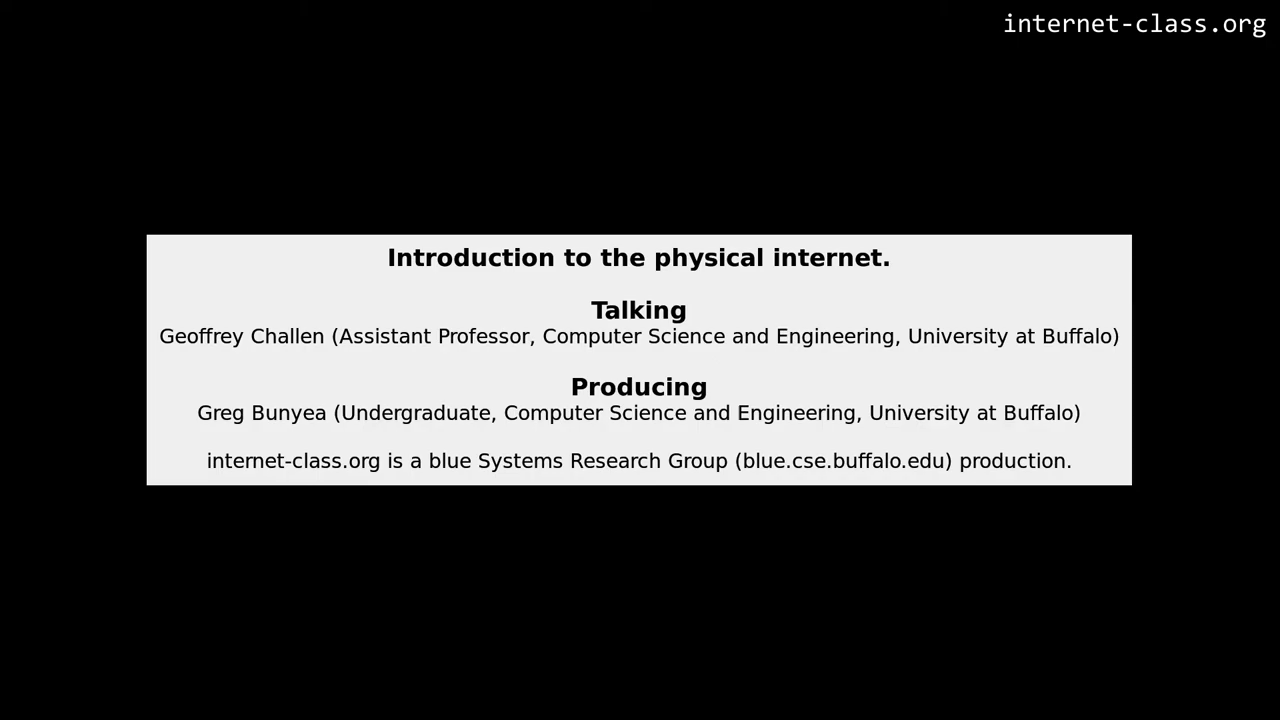 internet-class.org
Introduction to the physical internet.
Talking
Geoffrey Challen (Assistant Professor, Computer Science and Engineering, University at Buffalo)
Producing
Greg Bunyea (Undergraduate, Computer Science and Engineering, University at Buffalo)
internet-class.org is a blue Systems Research Group (blue.cse.buffalo.edu) production.